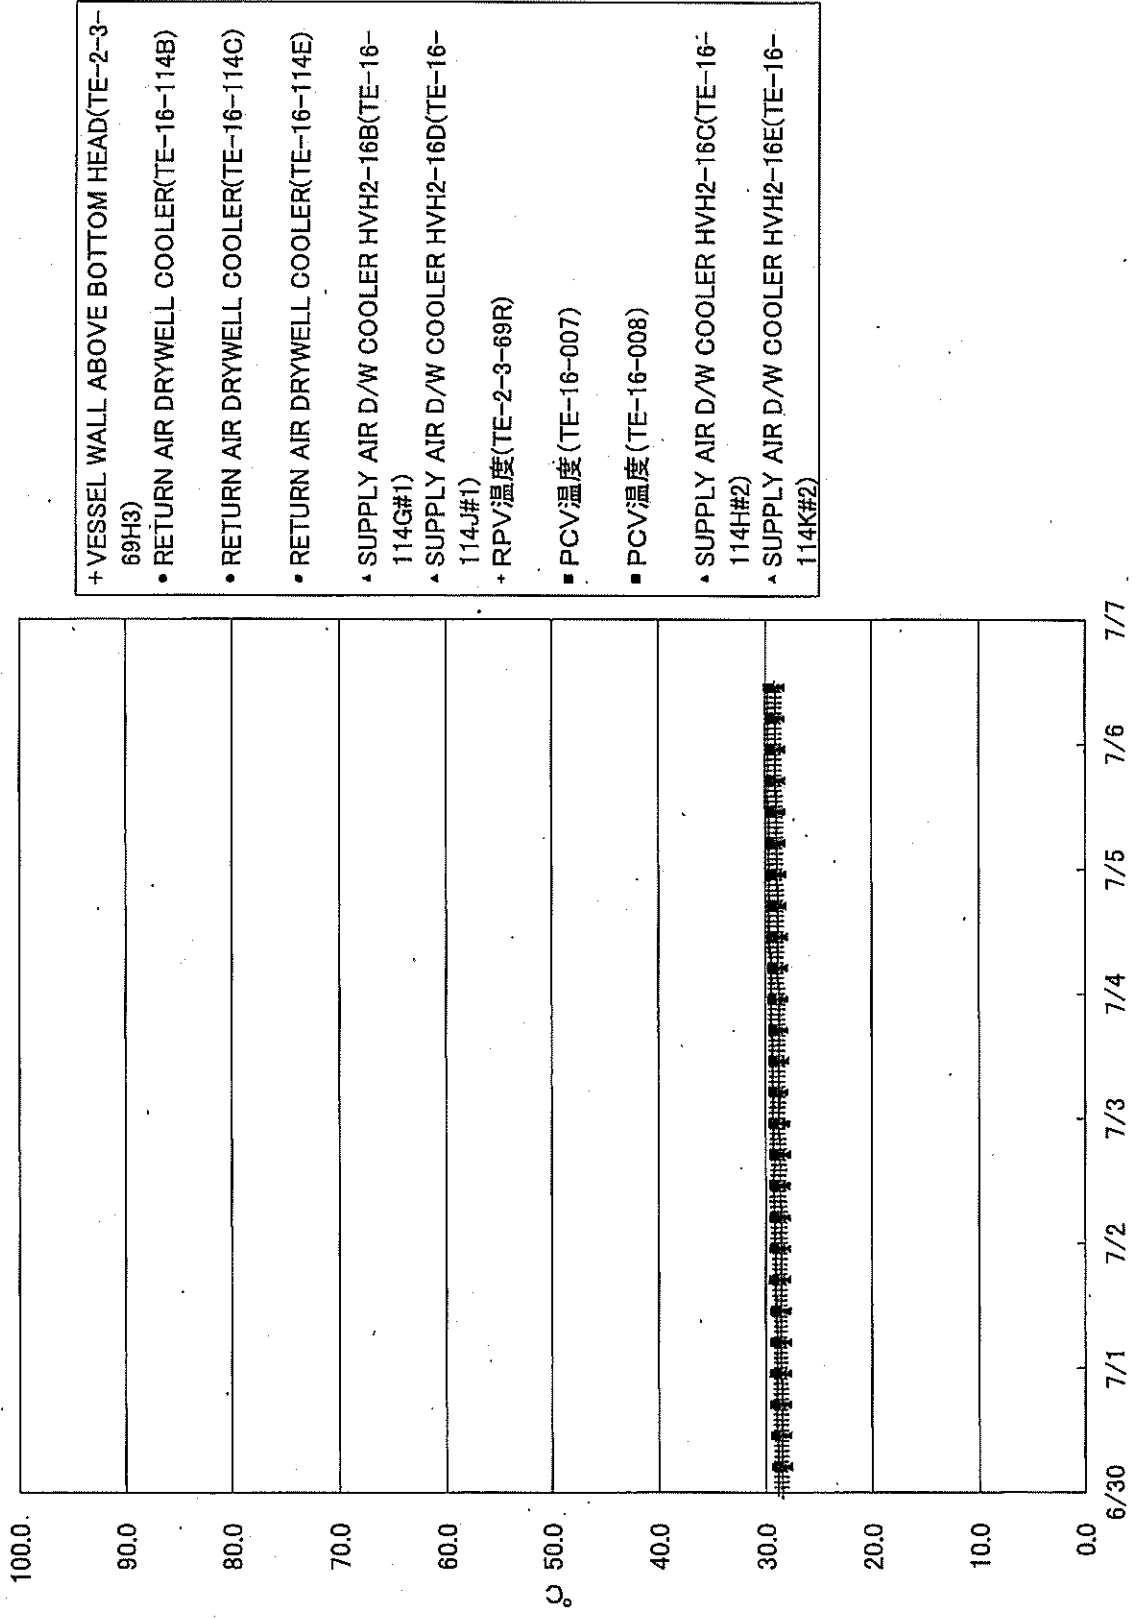 100.0
90.0
80.0
70.0
60.0
50.0
40.0
30.0
20.0
10.0
0.0
℃
6/30 7/1 7/2 7/3 7/4 7/5 7/6 7/7
+ VESSEL WALL ABOVE BOTTOM HEAD(TE-2-3-
69H3)
• RETURN AIR DRYWELL COOLER(TE-16-114B)
• RETURN AIR DRYWELL COOLER(TE-16-114C)
• RETURN AIR DRYWELL COOLER(TE-16-114E)
▲ SUPPLY AIR D/W COOLER HVH2-16B(TE-16-
114G#1)
▲ SUPPLY AIR D/W COOLER HVH2-16D(TE-16-
114J#1)
+ RPV温度(TE-2-3-69R)
■ PCV温度(TE-16-007)
■ PCV温度(TE-16-008)
▲ SUPPLY AIR D/W COOLER HVH2-16C(TE-16-
114H#2)
▲ SUPPLY AIR D/W COOLER HVH2-16E(TE-16-
114K#2)